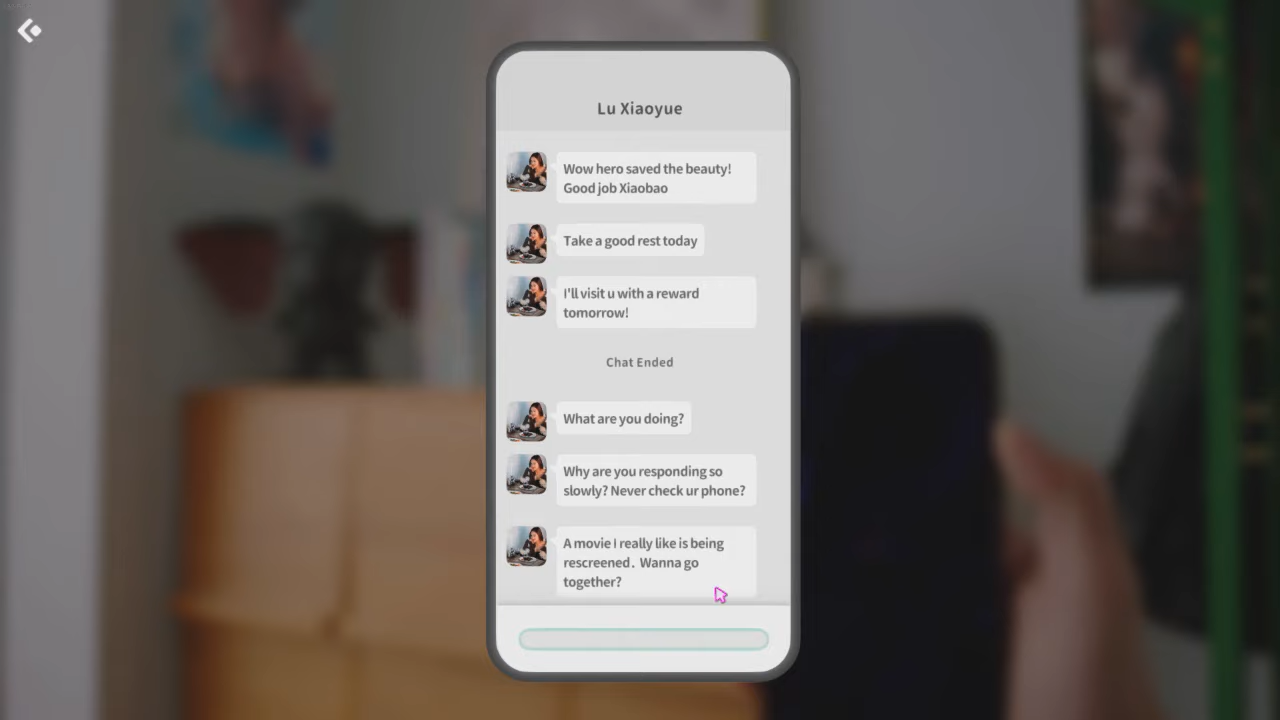 Lu Xiaoyue
Wow hero saved the beauty!
Good job Xiaobao
Take a good rest today
I'll visit u with a reward
tomorrow!
Chat Ended
What are you doing?
Why are you responding so
slowly? Never check ur phone?
A movie I really like is being
rescreened. Wanna go
together?